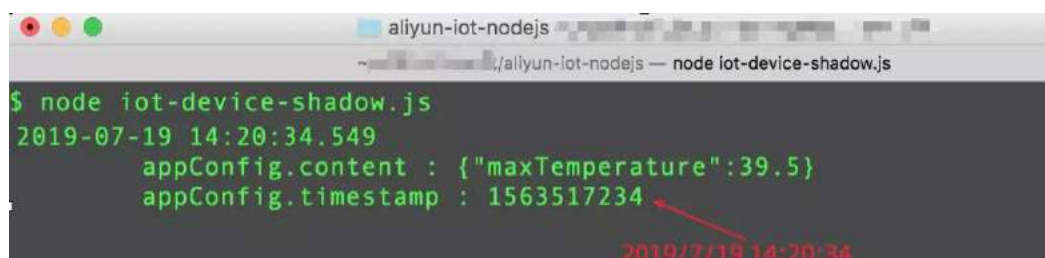 aliyun-iot-nodejs
/aliyun-iot-nodejs — node iot-device-shadow.js
$ node iot-device-shadow.js
2019-07-19 14:20:34.549
appConfig.content : {"maxTemperature":39.5}
appConfig.timestamp : 1563517234
2019/7/19 14:20:34